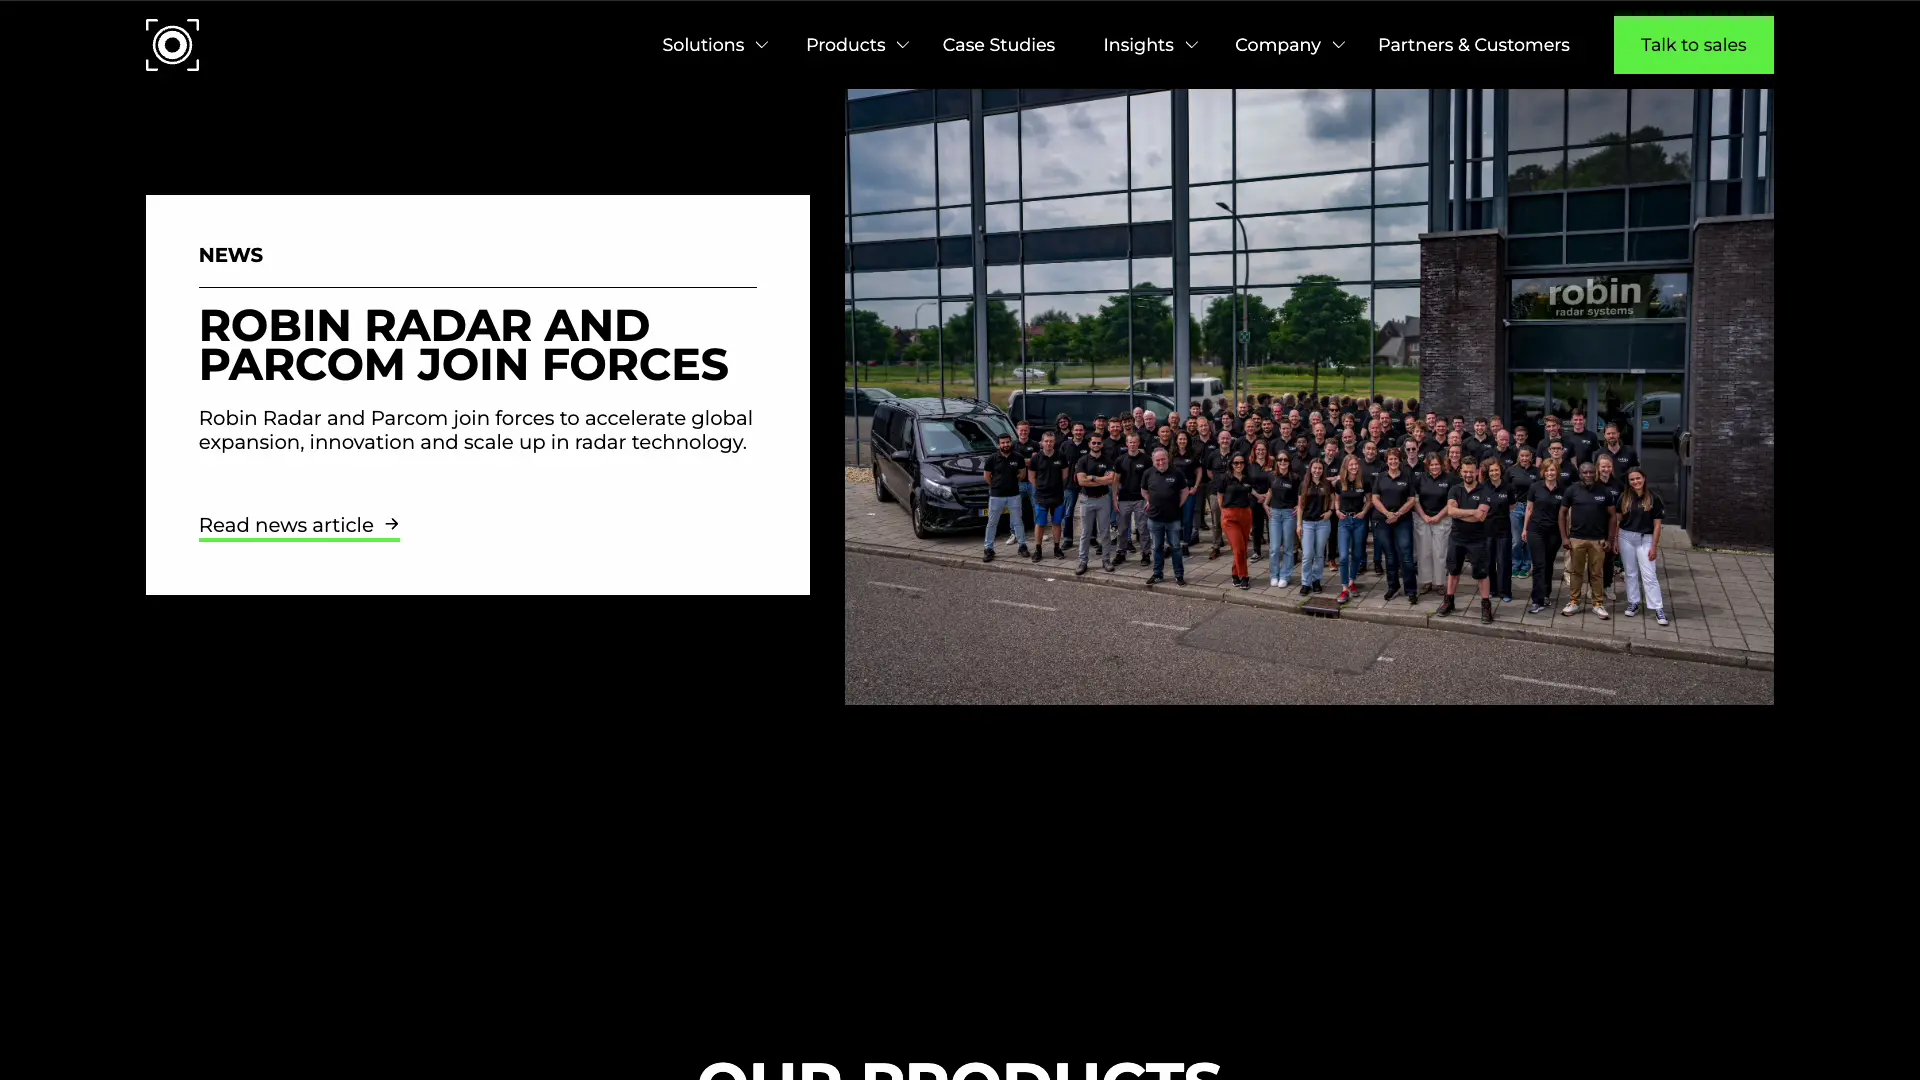 Solutions
Products
Case Studies
Insights
Company
Partners & Customers
Talk to sales
NEWS
ROBIN RADAR AND
PARCOM JOIN FORCES
Robin Radar and Parcom join forces to accelerate global
expansion, innovation and scale up in radar technology.
Read news article →
robin
radar systems
OUR PRODUCTS